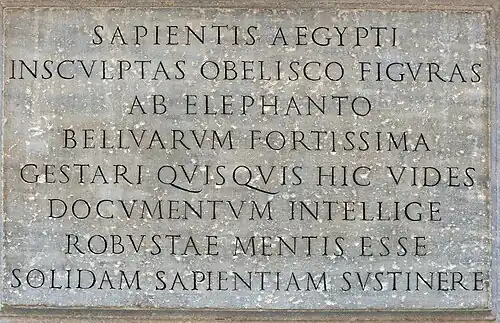 SAPIENTIS AEGYPTI
INSCVLPTAS OBELISCO FIGVRAS
AB ELEPHANTO
BELLVARVM FORTISSIMA
GESTARI QVISQVIS HIC VIDES
DOCVMENTVM INTELLIGE
ROBVSTAE MENTIS ESSE
SOLIDAM SAPIENTIAM SVSTINERE